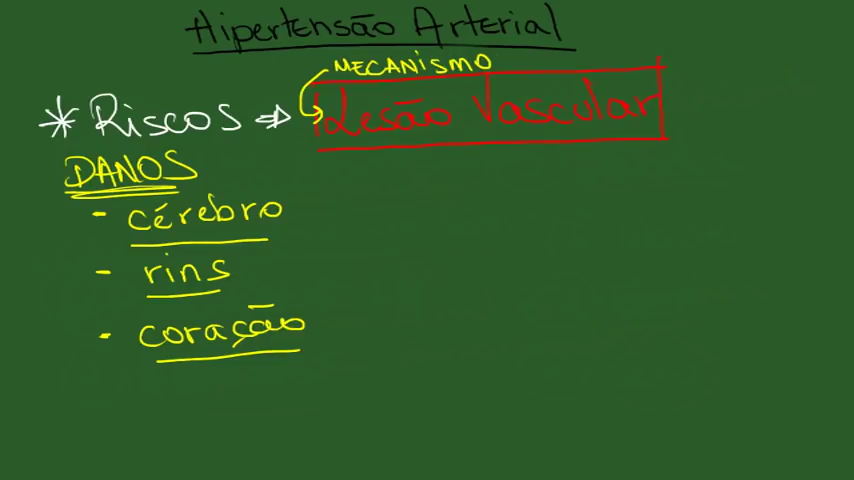 Hipertensão Arterial
MECANISMO
* Riscos ⇒ Lesão Vascular
DANOS
- cérebro
- rins
- coração